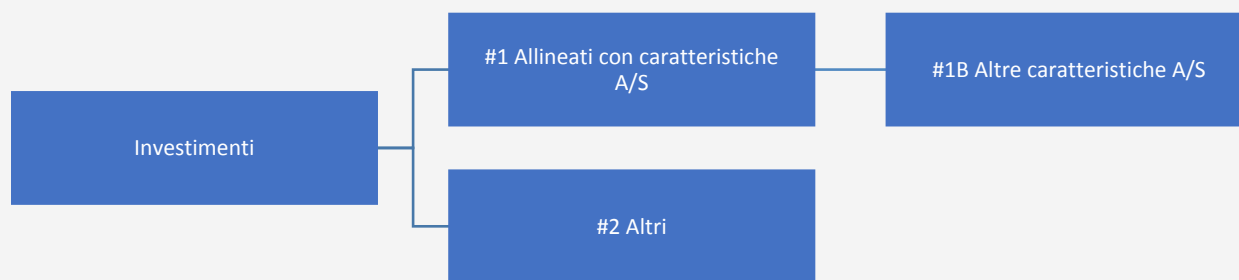 Investimenti
#1 Allineati con caratteristiche
A/S
#1B Altre caratteristiche A/S
#2 Altri